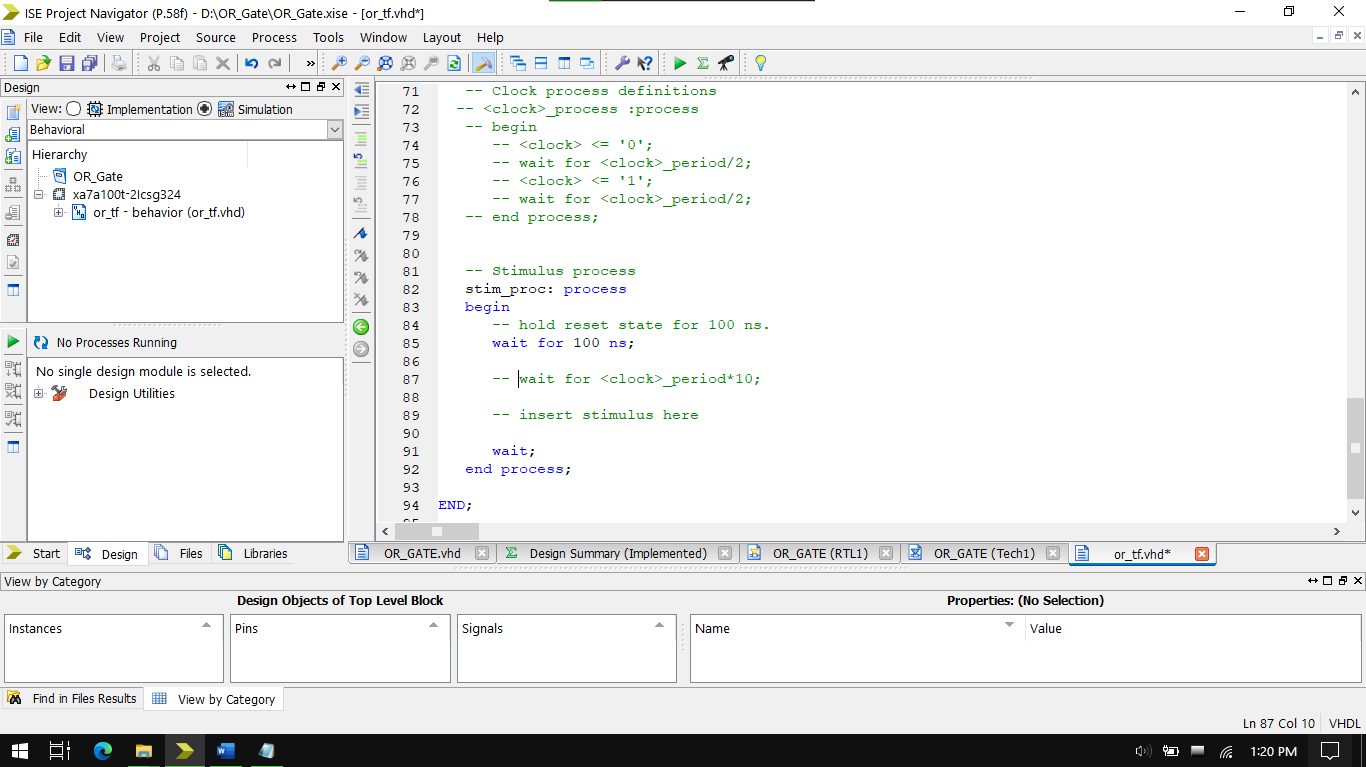 ISE Project Navigator (P.58f) - D:\OR_Gate\OR_Gate.xise - [or_tf.vhd*]
File Edit View Project Source Process Tools Window Layout Help
»
Design
View: Implementation Simulation
Behavioral
Hierarchy
OR_Gate
xa7a100t-2Icsg324
or_tf - behavior (or_tf.vhd)
No Processes Running
No single design module is selected.
Design Utilities
Start Design Files Libraries
71 -- Clock process definitions
72 -- <clock>_process :process
73 -- begin
74 -- <clock> <= '0';
75 -- wait for <clock>_period/2;
76 -- <clock> <= '1';
77 -- wait for <clock>_period/2;
78 -- end process;
79
80
81 -- Stimulus process
82 stim_proc: process
83 begin
84 -- hold reset state for 100 ns.
85 wait for 100 ns;
86
87 -- wait for <clock>_period*10;
88
89 -- insert stimulus here
90
91 wait;
92 end process;
93
94 END;
95
OR_GATE.vhd Design Summary (Implemented) OR_GATE (RTL1) OR_GATE (Tech1) or_tf.vhd*
View by Category
Design Objects of Top Level Block Properties: (No Selection)
Instances Pins Signals Name Value
Find in Files Results View by Category
Ln 87 Col 10 VHDL
1:20 PM